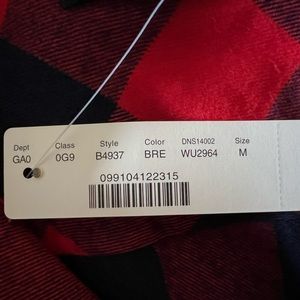 Dept Class Style Color DNS14002 Size
GA0 0G9 B4937 BRE WU2964 M
099104122315